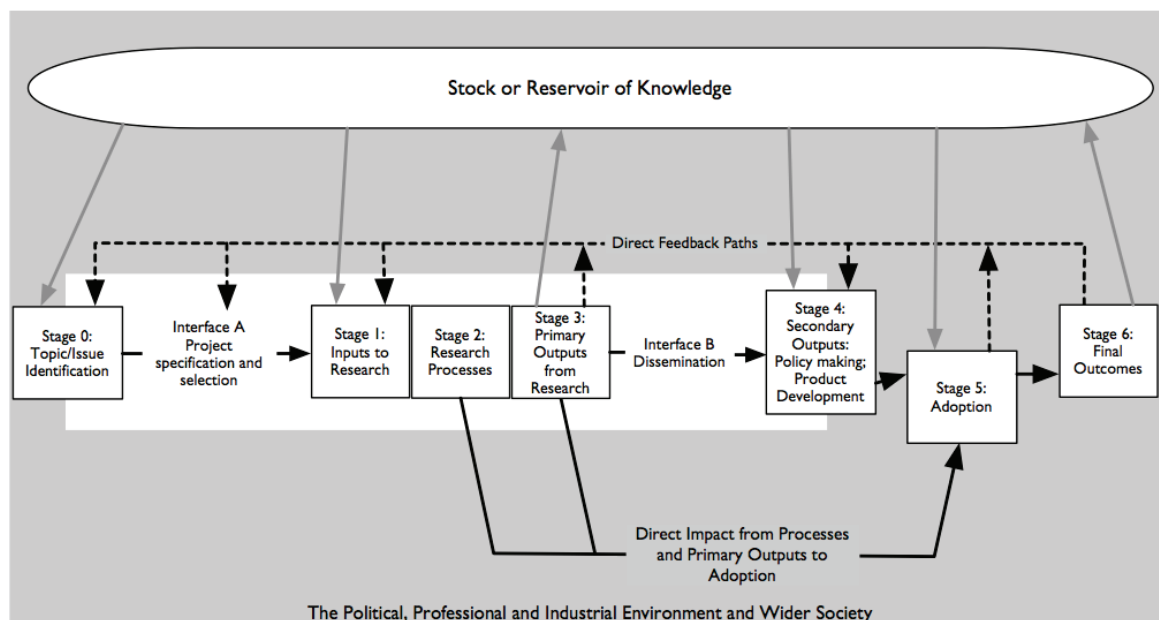 Stock or Reservoir of Knowledge
Direct Feedback Paths
Stage 0:
Topic/Issue
Identification
Interface A
Project
specification and
selection
Stage 1:
Inputs to
Research
Stage 2:
Research
Processes
Stage 3:
Primary
Outputs
from
Research
Interface B
Dissemination
Stage 4:
Secondary
Outputs:
Policy making;
Product
Development
Stage 5:
Adoption
Stage 6:
Final
Outcomes
Direct Impact from Processes
and Primary Outputs to
Adoption
The Political, Professional and Industrial Environment and Wider Society